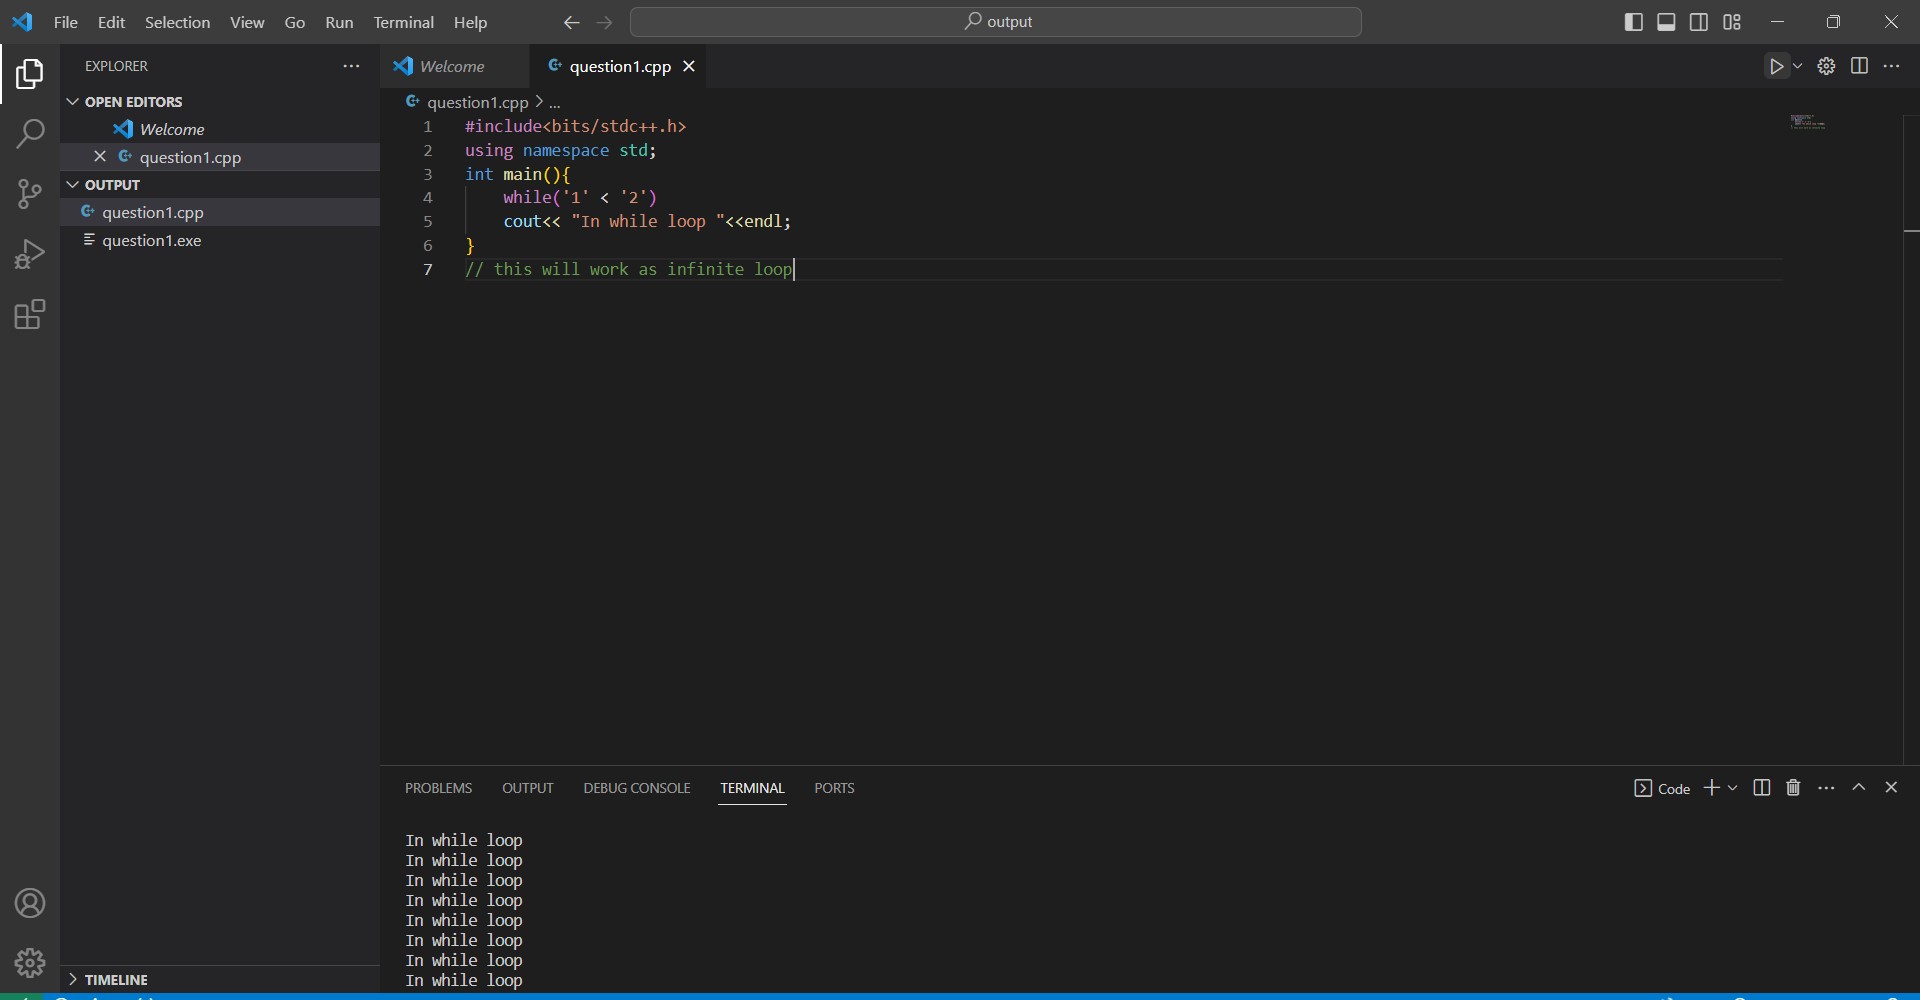 File Edit Selection View Go Run Terminal Help
output
EXPLORER
OPEN EDITORS
Welcome
question1.cpp
OUTPUT
question1.cpp
question1.exe
TIMELINE
Welcome
question1.cpp
question1.cpp > ...
1 #include<bits/stdc++.h>
2 using namespace std;
3 int main(){
4 while('1' < '2')
5 cout<< "In while loop "<<endl;
6 }
7 // this will work as infinite loop
PROBLEMS OUTPUT DEBUG CONSOLE TERMINAL PORTS
Code
In while loop
In while loop
In while loop
In while loop
In while loop
In while loop
In while loop
In while loop